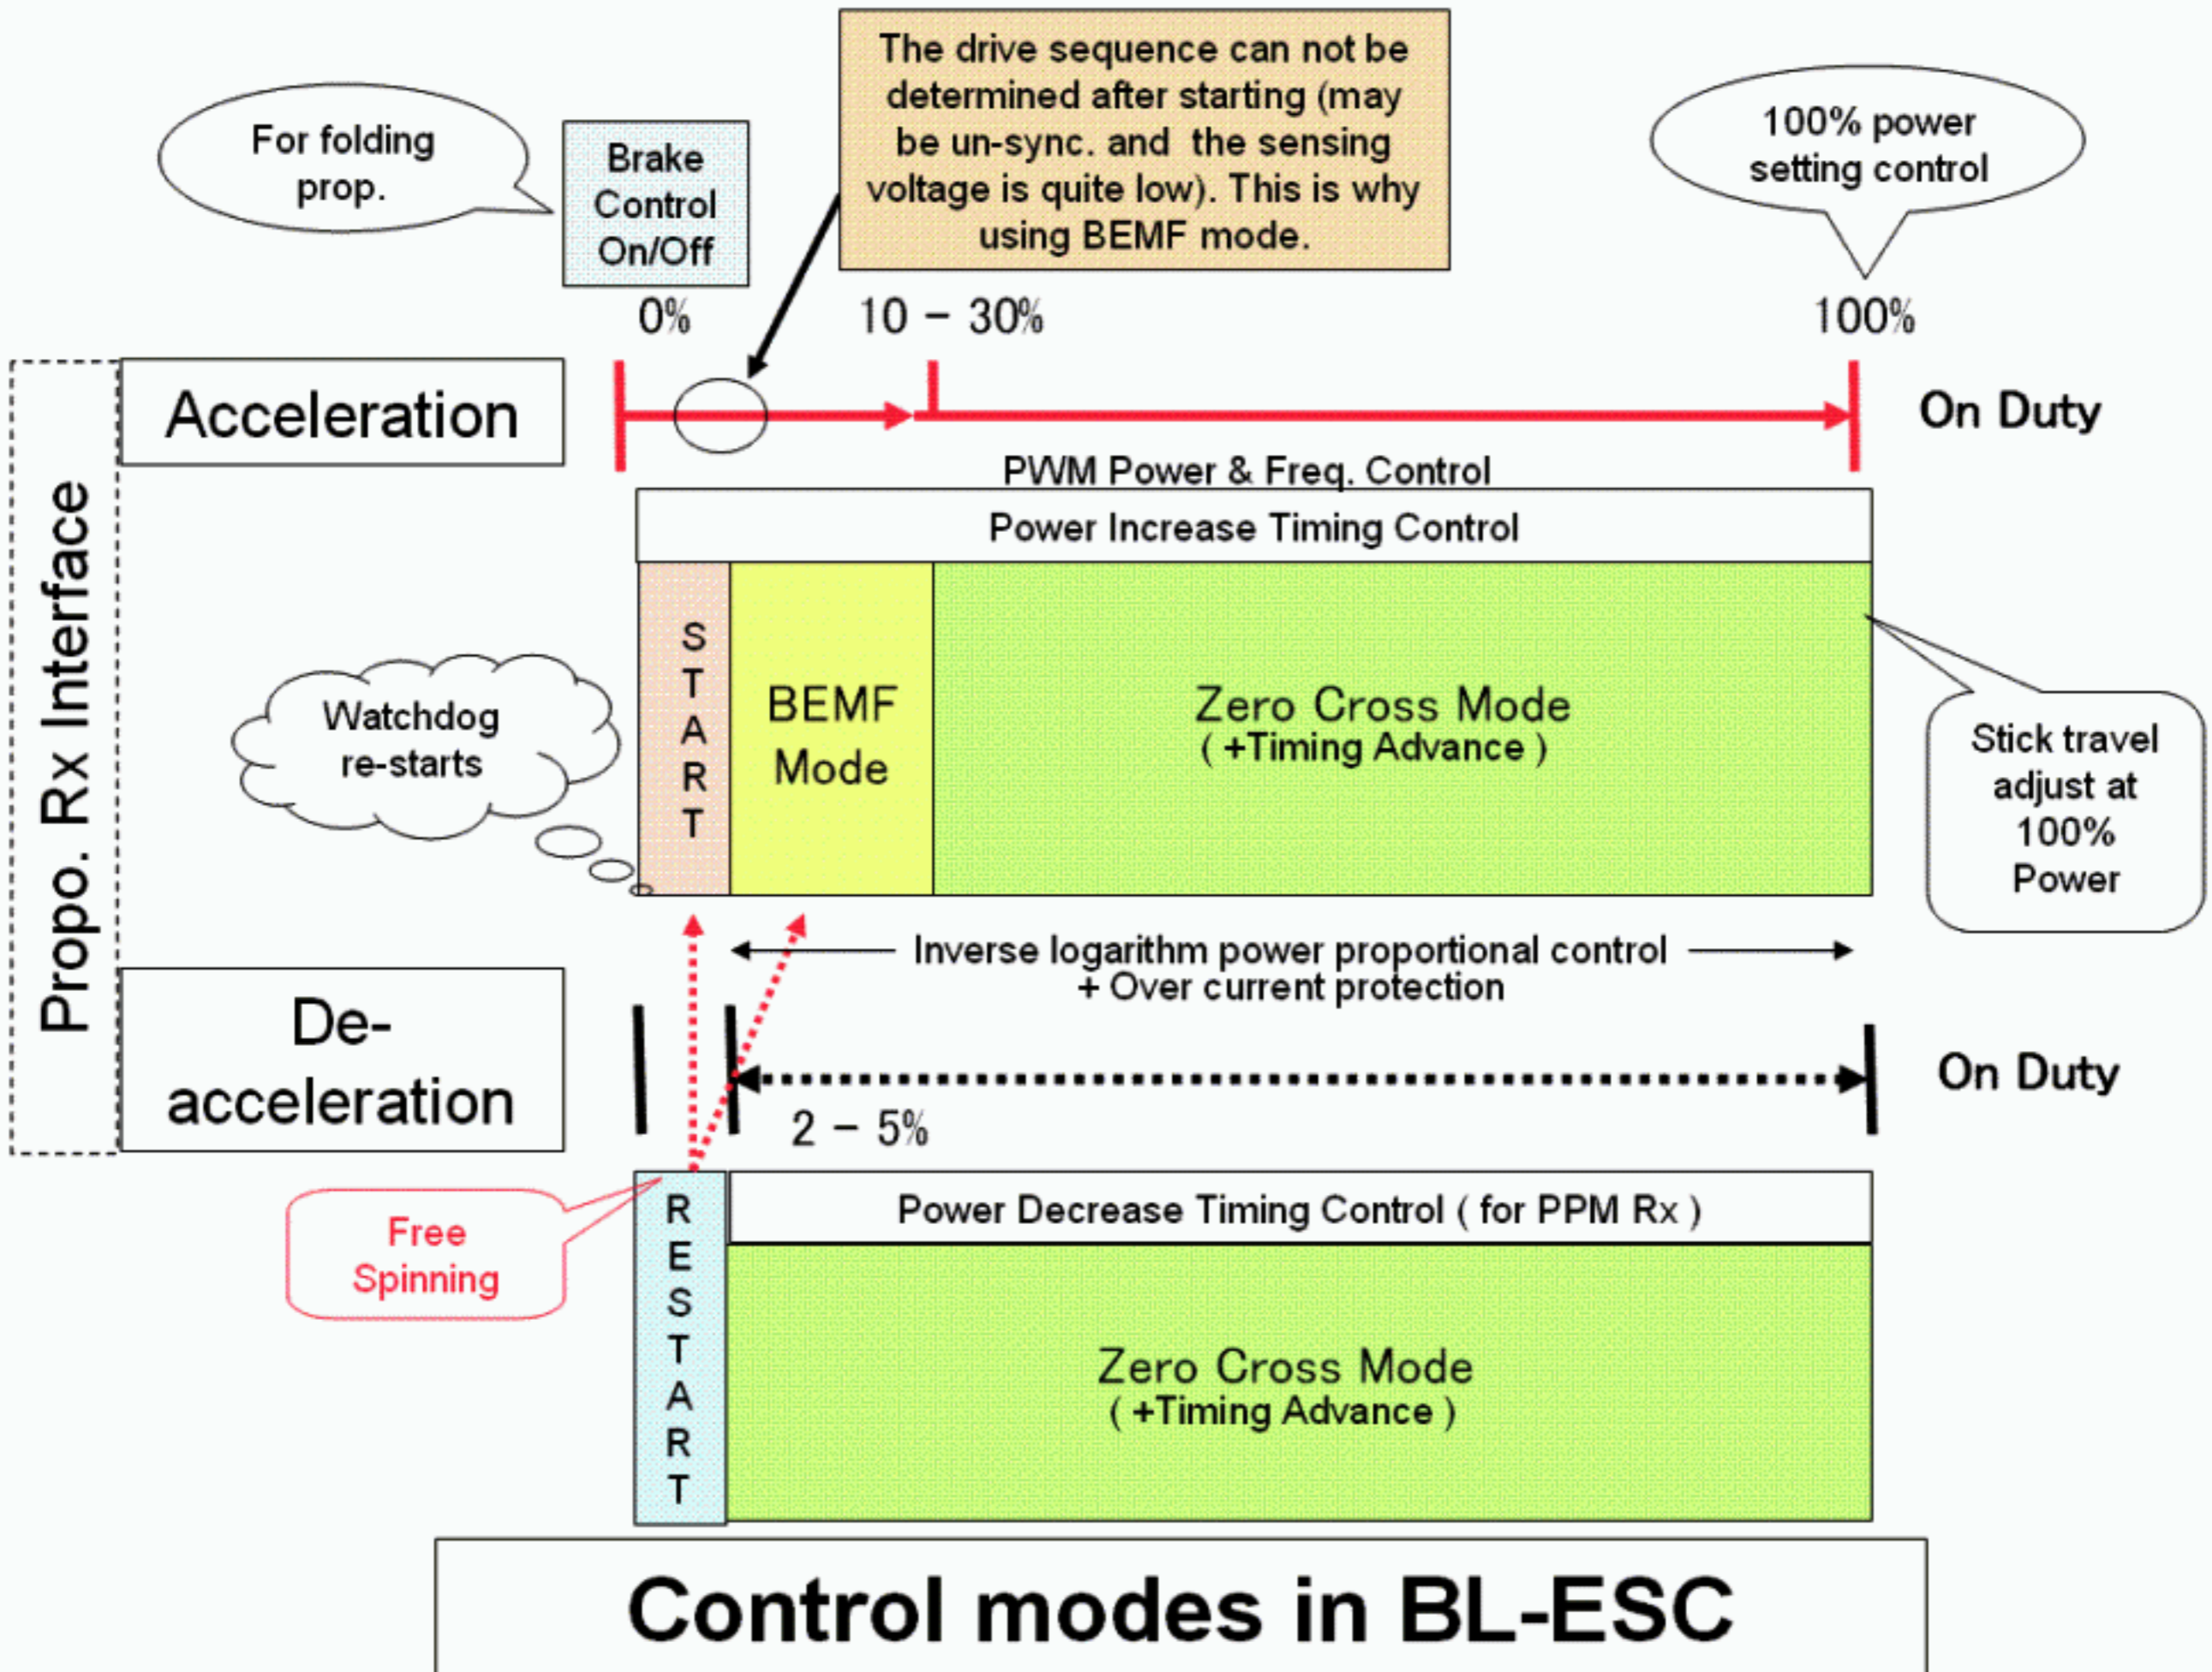 For folding
prop.
Brake
Control
On/Off
The drive sequence can not be
determined after starting (may
be un-sync. and the sensing
voltage is quite low). This is why
using BEMF mode.
100% power
setting control
0%
10 - 30%
100%
Propo. Rx Interface
Acceleration
On Duty
PWM Power & Freq. Control
Power Increase Timing Control
START
BEMF
Mode
Zero Cross Mode
( +Timing Advance )
Watchdog
re-starts
Stick travel
adjust at
100%
Power
Inverse logarithm power proportional control
+ Over current protection
De-
acceleration
On Duty
2 - 5%
Free
Spinning
RESTART
Power Decrease Timing Control ( for PPM Rx )
Zero Cross Mode
( +Timing Advance )
Control modes in BL-ESC